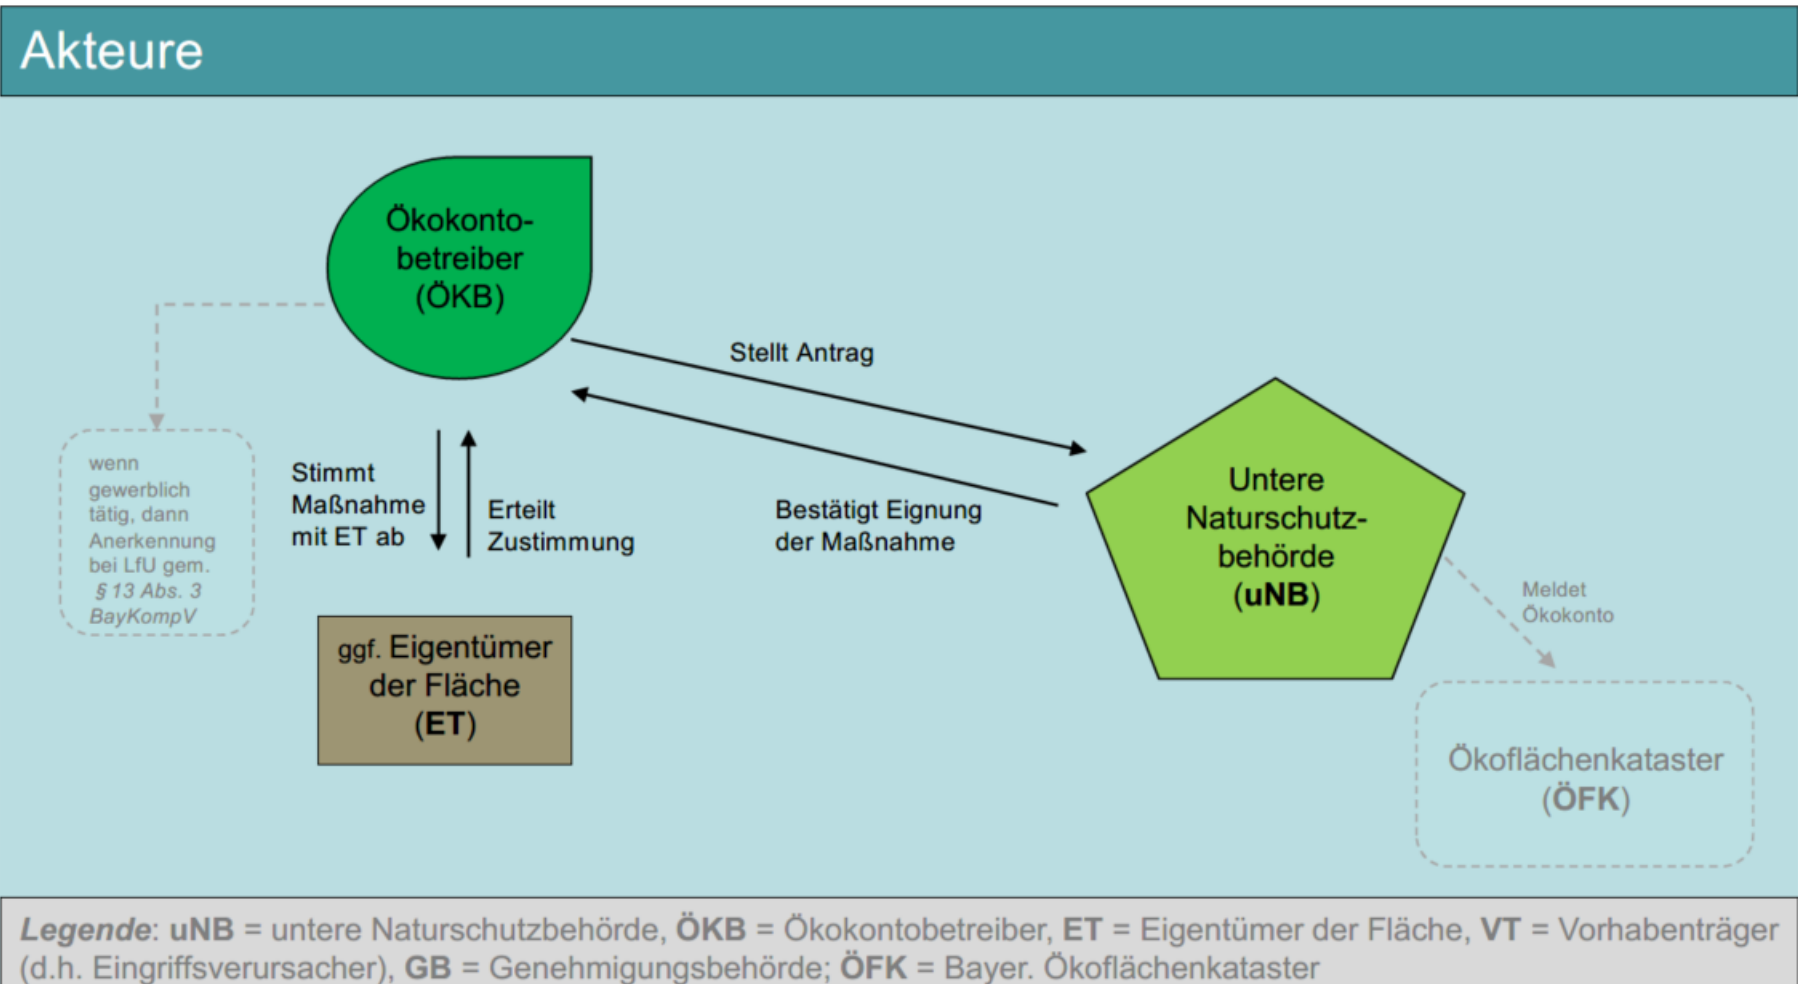 Akteure
Ökokonto-
betreiber
(ÖKB)
Stellt Antrag
wenn
gewerblich
tätig, dann
Anerkennung
bei LfU gem.
§ 13 Abs. 3
BayKompV
Stimmt
Maßnahme
mit ET ab
Erteilt
Zustimmung
Bestätigt Eignung
der Maßnahme
Untere
Naturschutz-
behörde
(uNB)
Meldet
Ökokonto
ggf. Eigentümer
der Fläche
(ET)
Ökoflächenkataster
(ÖFK)
Legende: uNB = untere Naturschutzbehörde, ÖKB = Ökokontobetreiber, ET = Eigentümer der Fläche, VT = Vorhabenträger
(d.h. Eingriffsverursacher), GB = Genehmigungsbehörde; ÖFK = Bayer. Ökoflächenkataster